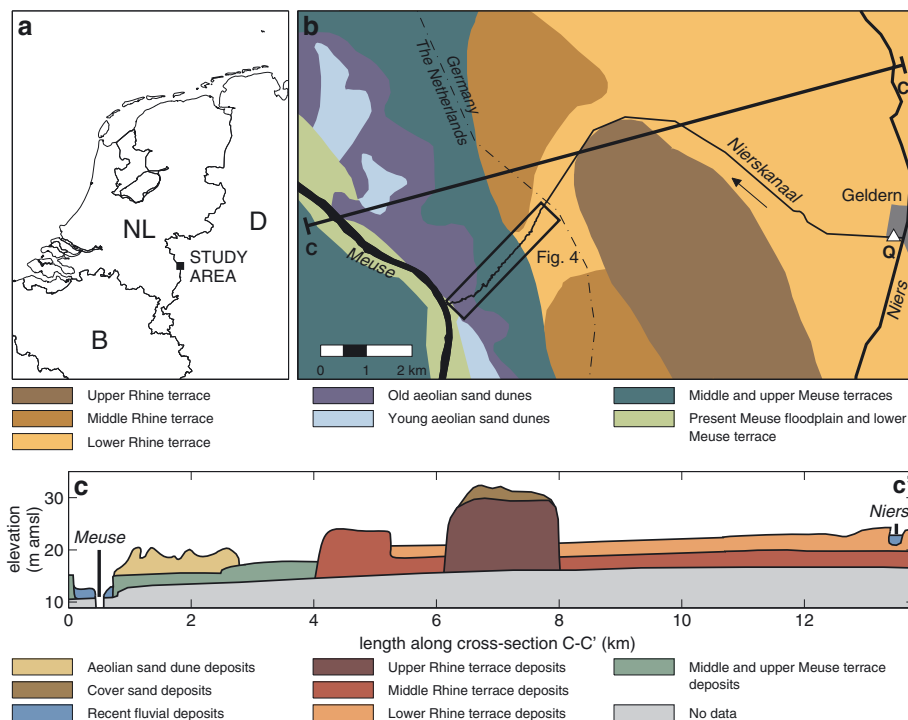 a
NL
D
STUDY
AREA
B
b
Germany
The Netherlands
C'
Nierskanaal
Geldern
Q
C
Meuse
Fig. 4
Niers
0 1 2 km
Upper Rhine terrace
Middle Rhine terrace
Lower Rhine terrace
Old aeolian sand dunes
Young aeolian sand dunes
Middle and upper Meuse terraces
Present Meuse floodplain and lower
Meuse terrace
c
c'
elevation
(m amsl)
30
20
10
Meuse
Niers
0 2 4 6 8 10 12
length along cross-section C-C' (km)
Aeolian sand dune deposits
Cover sand deposits
Recent fluvial deposits
Upper Rhine terrace deposits
Middle Rhine terrace deposits
Lower Rhine terrace deposits
Middle and upper Meuse terrace
deposits
No data